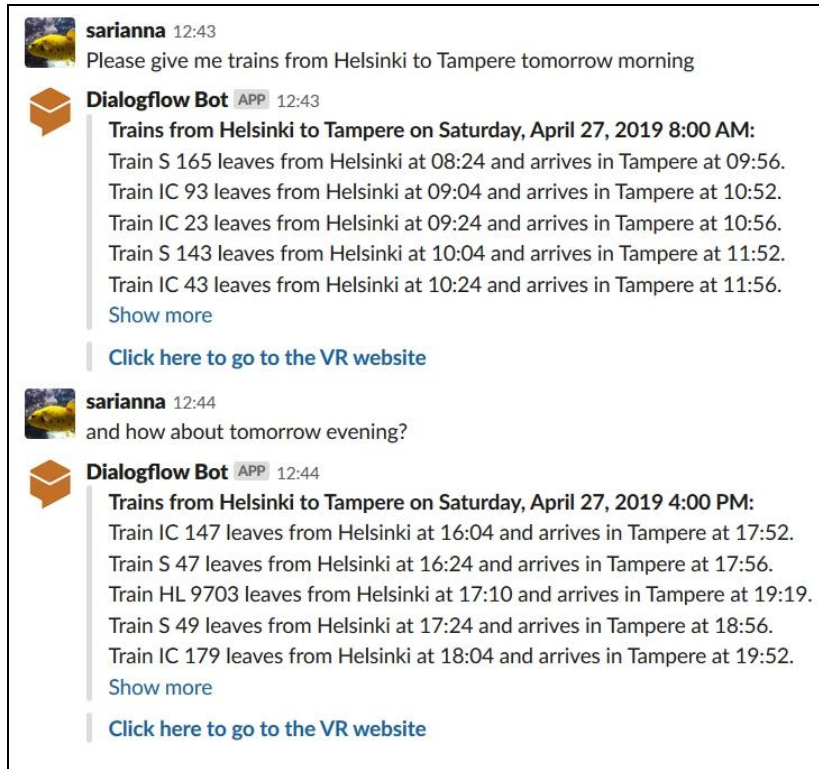 sarianna 12:43
Please give me trains from Helsinki to Tampere tomorrow morning
Dialogflow Bot APP 12:43
Trains from Helsinki to Tampere on Saturday, April 27, 2019 8:00 AM:
Train S 165 leaves from Helsinki at 08:24 and arrives in Tampere at 09:56.
Train IC 93 leaves from Helsinki at 09:04 and arrives in Tampere at 10:52.
Train IC 23 leaves from Helsinki at 09:24 and arrives in Tampere at 10:56.
Train S 143 leaves from Helsinki at 10:04 and arrives in Tampere at 11:52.
Train IC 43 leaves from Helsinki at 10:24 and arrives in Tampere at 11:56.
Show more
Click here to go to the VR website
sarianna 12:44
and how about tomorrow evening?
Dialogflow Bot APP 12:44
Trains from Helsinki to Tampere on Saturday, April 27, 2019 4:00 PM:
Train IC 147 leaves from Helsinki at 16:04 and arrives in Tampere at 17:52.
Train S 47 leaves from Helsinki at 16:24 and arrives in Tampere at 17:56.
Train HL 9703 leaves from Helsinki at 17:10 and arrives in Tampere at 19:19.
Train S 49 leaves from Helsinki at 17:24 and arrives in Tampere at 18:56.
Train IC 179 leaves from Helsinki at 18:04 and arrives in Tampere at 19:52.
Show more
Click here to go to the VR website